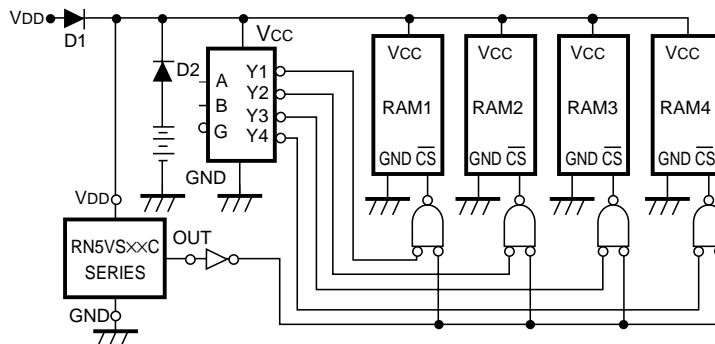 VDD
D1
D2
VCC
A
B
G
Y1
Y2
Y3
Y4
GND
VCC
RAM1
GND CS
VCC
RAM2
GND CS
VCC
RAM3
GND CS
VCC
RAM4
GND CS
VDD
RN5VS××C
SERIES
OUT
GND